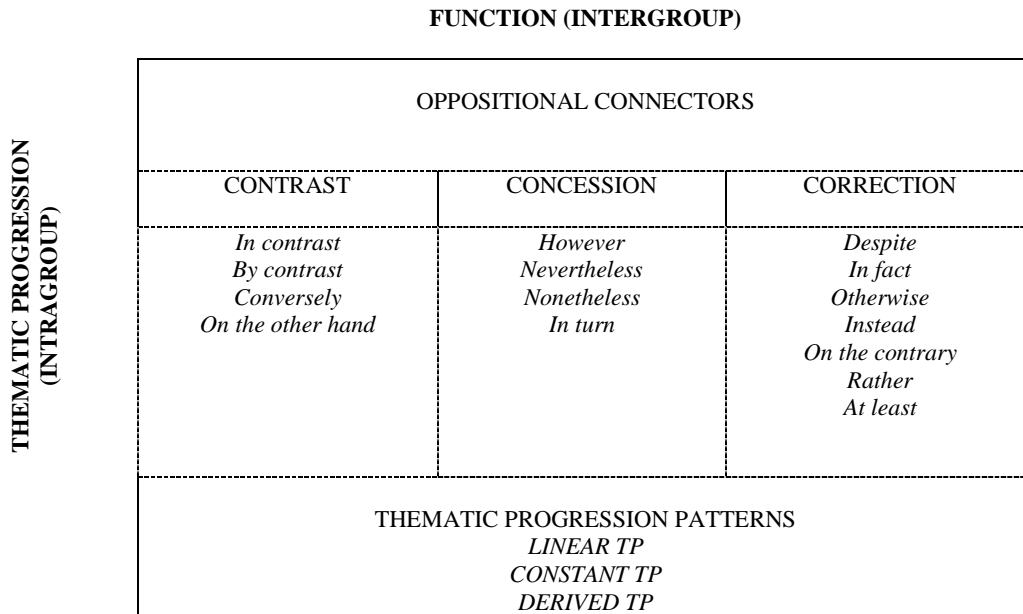 FUNCTION (INTERGROUP)
THEMATIC PROGRESSION
(INTRAGROUP)
OPPOSITIONAL CONNECTORS
CONTRAST
CONCESSION
CORRECTION
In contrast
By contrast
Conversely
On the other hand
However
Nevertheless
Nonetheless
In turn
Despite
In fact
Otherwise
Instead
On the contrary
Rather
At least
THEMATIC PROGRESSION PATTERNS
LINEAR TP
CONSTANT TP
DERIVED TP